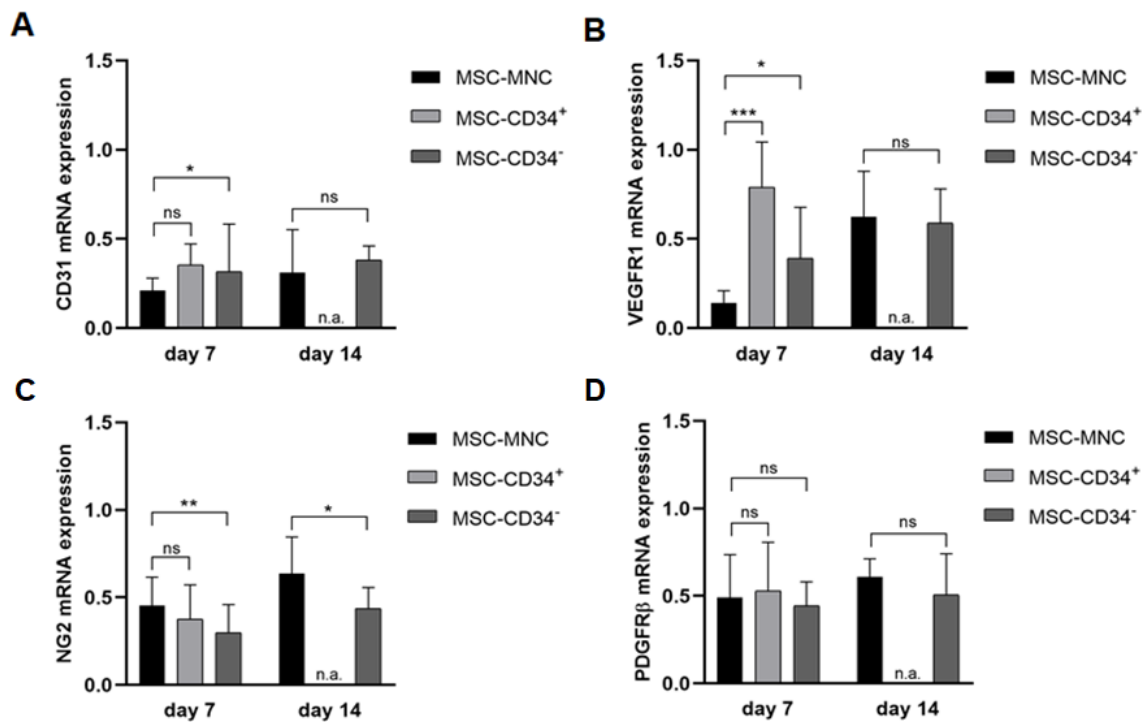 A
CD31 mRNA expression
1.5
1.0
0.5
0.0
*
ns
ns
n.a.
day 7
day 14
MSC-MNC
MSC-CD34⁺
MSC-CD34⁻
B
VEGFR1 mRNA expression
1.5
1.0
0.5
0.0
*
***
ns
n.a.
day 7
day 14
MSC-MNC
MSC-CD34⁺
MSC-CD34⁻
C
NG2 mRNA expression
1.5
1.0
0.5
0.0
**
ns
*
n.a.
day 7
day 14
MSC-MNC
MSC-CD34⁺
MSC-CD34⁻
D
PDGFRβ mRNA expression
1.5
1.0
0.5
0.0
ns
ns
ns
n.a.
day 7
day 14
MSC-MNC
MSC-CD34⁺
MSC-CD34⁻